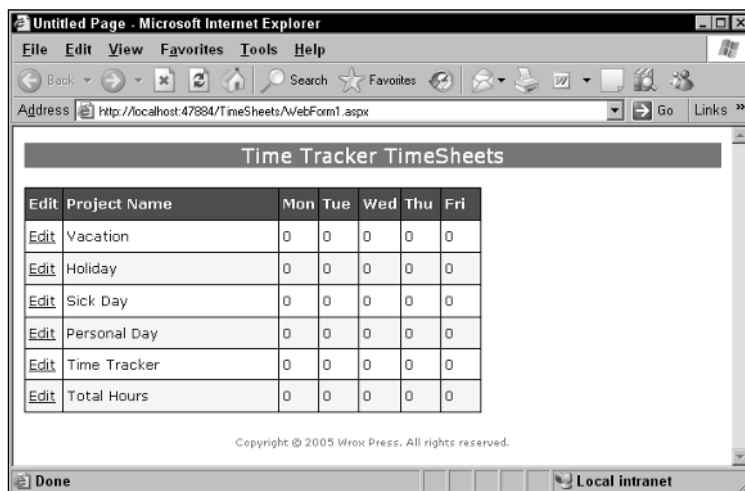 Untitled Page - Microsoft Internet Explorer
File Edit View Favorites Tools Help
Back Search Favorites
Address http://localhost:47884/TimeSheets/WebForm1.aspx Go Links »
Time Tracker TimeSheets
Edit Project Name Mon Tue Wed Thu Fri
Edit Vacation 0 0 0 0 0
Edit Holiday 0 0 0 0 0
Edit Sick Day 0 0 0 0 0
Edit Personal Day 0 0 0 0 0
Edit Time Tracker 0 0 0 0 0
Edit Total Hours 0 0 0 0 0
Copyright © 2005 Wrox Press. All rights reserved.
Done Local intranet